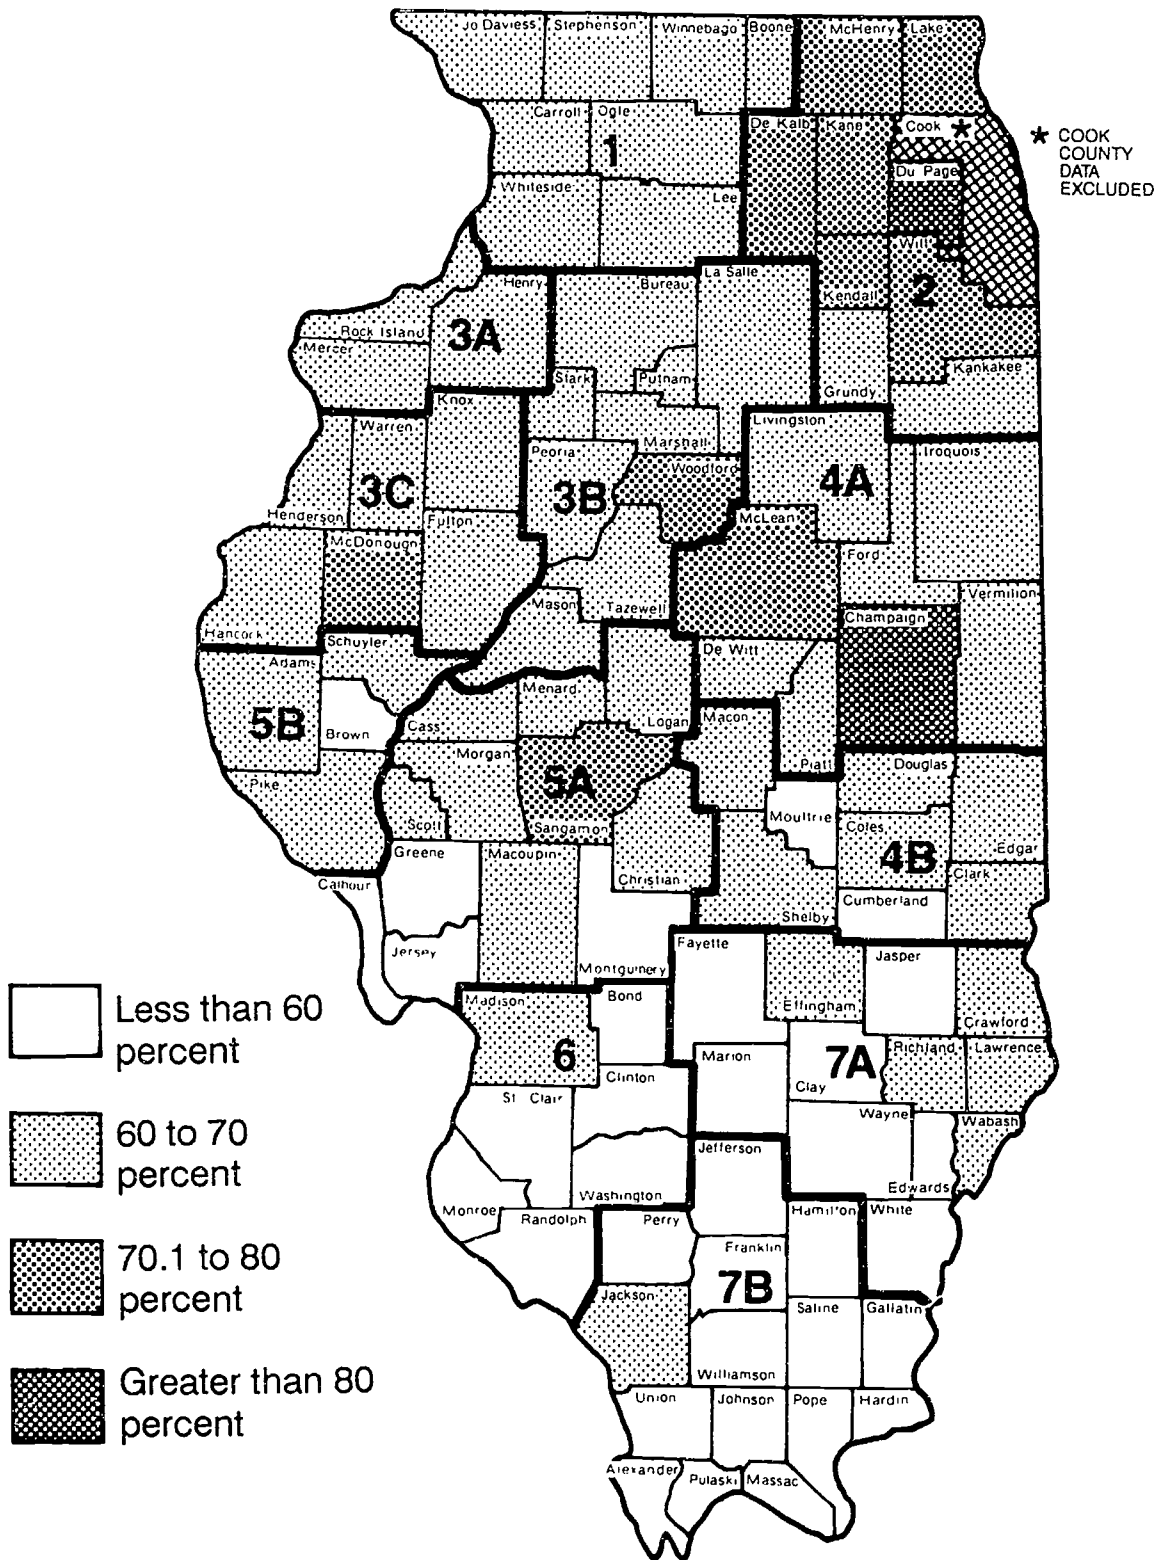 Jo Daviess Stephenson Winnebago Boone McHenry Lake
Carroll Ogle De Kalb Kane Cook *
* COOK
COUNTY
DATA
EXCLUDED
1
Du Page
Whiteside Lee
Will
La Salle
Henry Bureau Kendall 2
Rock Island 3A
Mercer
Stark Putnam Kankakee
Knox Grundy
Warren Marshall Livingston
Peoria Woodford Iroquois
3C 3B 4A
Henderson Fulton McLean
McDonough Ford
Mason Tazewell Vermilion
Champaign
Hancock Schuyler De Witt
Adams
Menard
5B Brown Cass Logan Macon
Morgan Piatt Douglas
Pike 5A
Scott Sangamon Moultrie Coles
Greene Macoupin 4B Edgar
Calhour Christian Clark
Shelby Cumberland
Jersey Fayette Jasper
Montgomery
Less than 60
percent
Madison Bond Effingham Crawford
6 Marion 7A Richland Lawrence
Clinton Clay
St. Clair Wayne
60 to 70
percent
Wabash
Jefferson
Washington Edwards
Monroe Randolph Perry Hamilton White
Franklin
70.1 to 80
percent
7B
Jackson Saline Gallatin
Williamson
Greater than 80
percent
Union Johnson Pope Hardin
Alexander Pulaski Massac